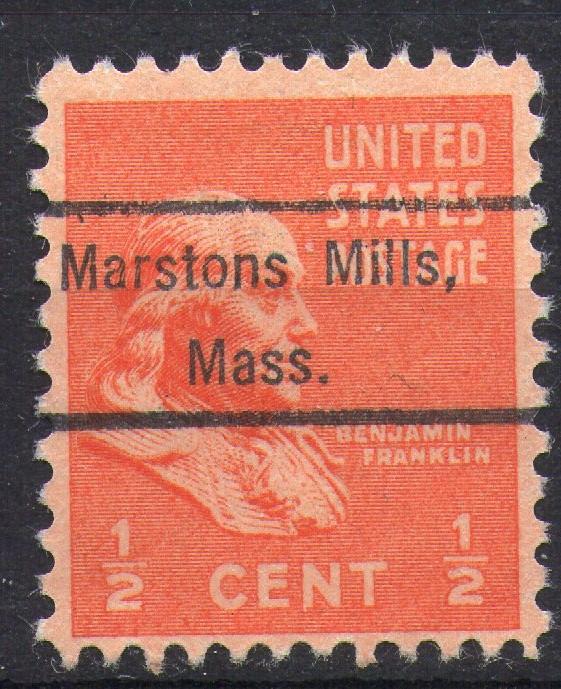 UNITED
STATES
Marstons Mills,
Mass.
BENJAMIN
FRANKLIN
1/2 CENT 1/2